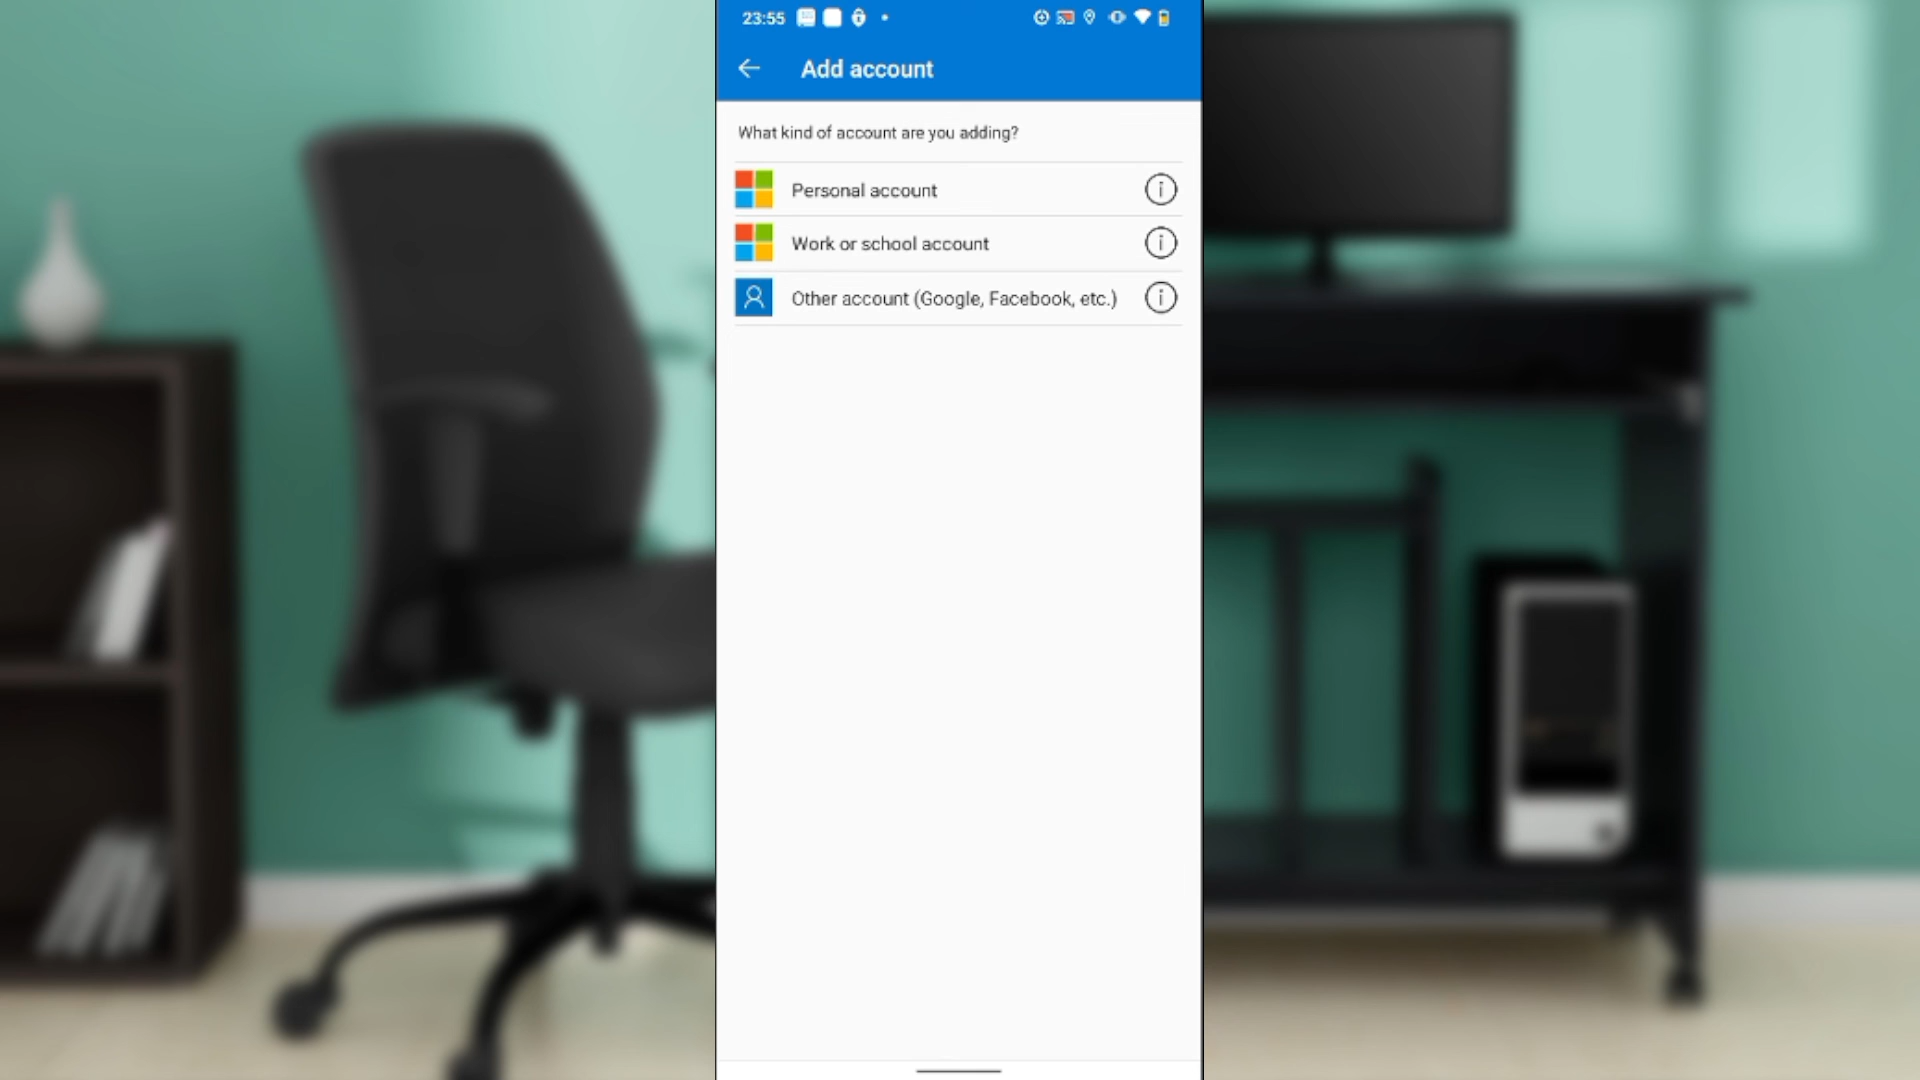 23:55
Add account
What kind of account are you adding?
Personal account
Work or school account
Other account (Google, Facebook, etc.)